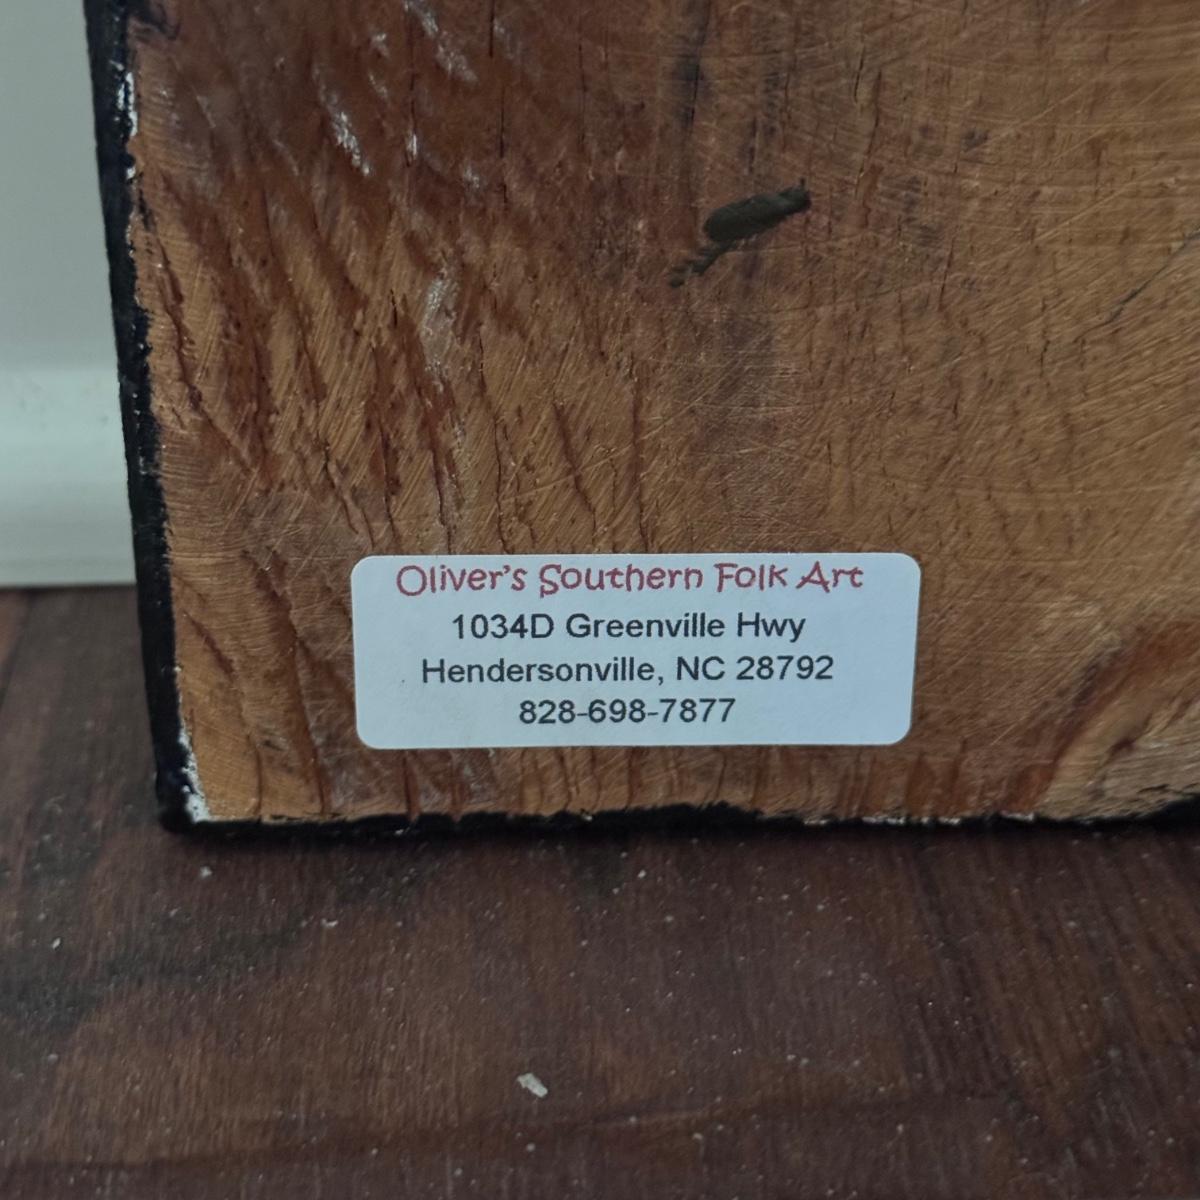 Oliver's Southern Folk Art
1034D Greenville Hwy
Hendersonville, NC 28792
828-698-7877